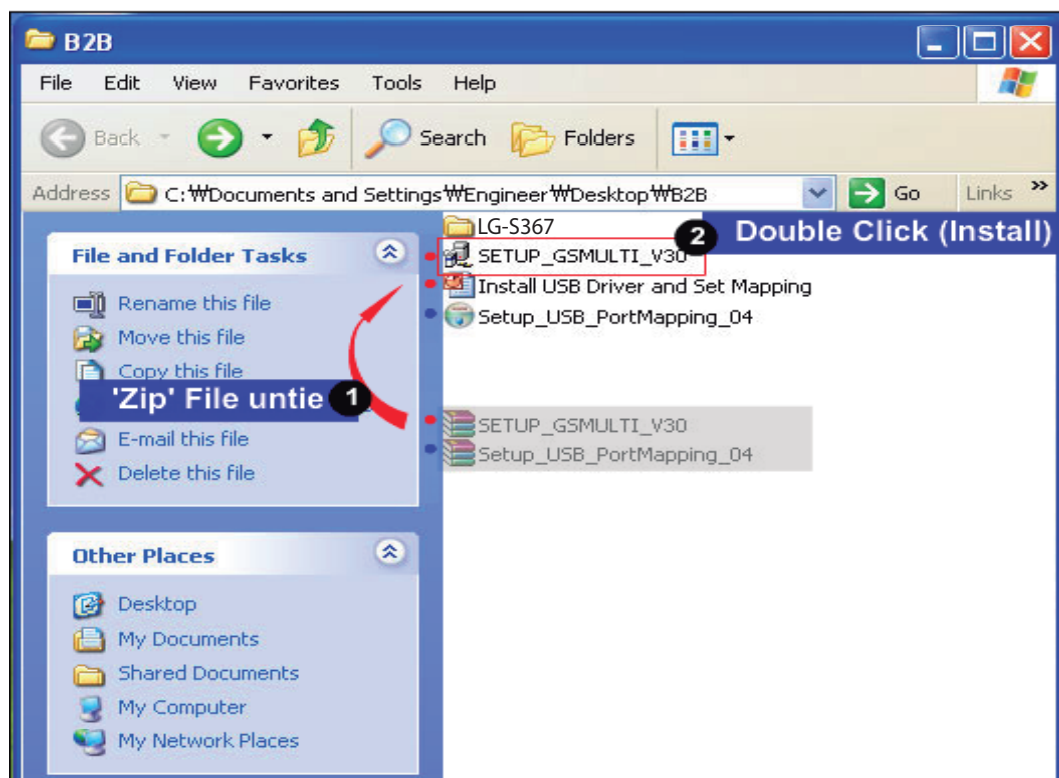 B2B
File Edit View Favorites Tools Help
Back Search Folders
Address C:₩Documents and Settings₩Engineer₩Desktop₩B2B Go Links »
File and Folder Tasks
Rename this file
Move this file
Copy this file
'Zip' File untie 1
E-mail this file
Delete this file
Other Places
Desktop
My Documents
Shared Documents
My Computer
My Network Places
LG-S367
SETUP_GSMULTI_V30
2 Double Click (Install)
Install USB Driver and Set Mapping
Setup_USB_PortMapping_04
SETUP_GSMULTI_V30
Setup_USB_PortMapping_04